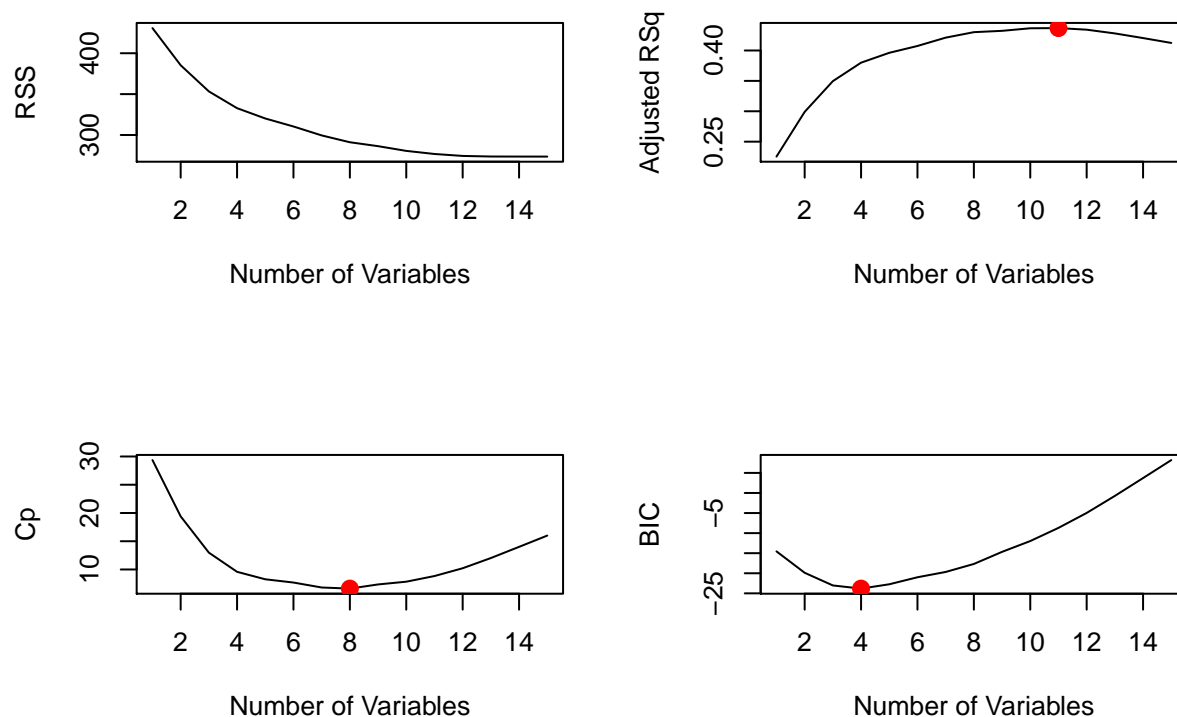 RSS
300
400
2 4 6 8 10 12 14
Number of Variables
Adjusted RSq
0.25
0.40
2 4 6 8 10 12 14
Number of Variables
Cp
10
20
30
2 4 6 8 10 12 14
Number of Variables
BIC
−25
−5
2 4 6 8 10 12 14
Number of Variables